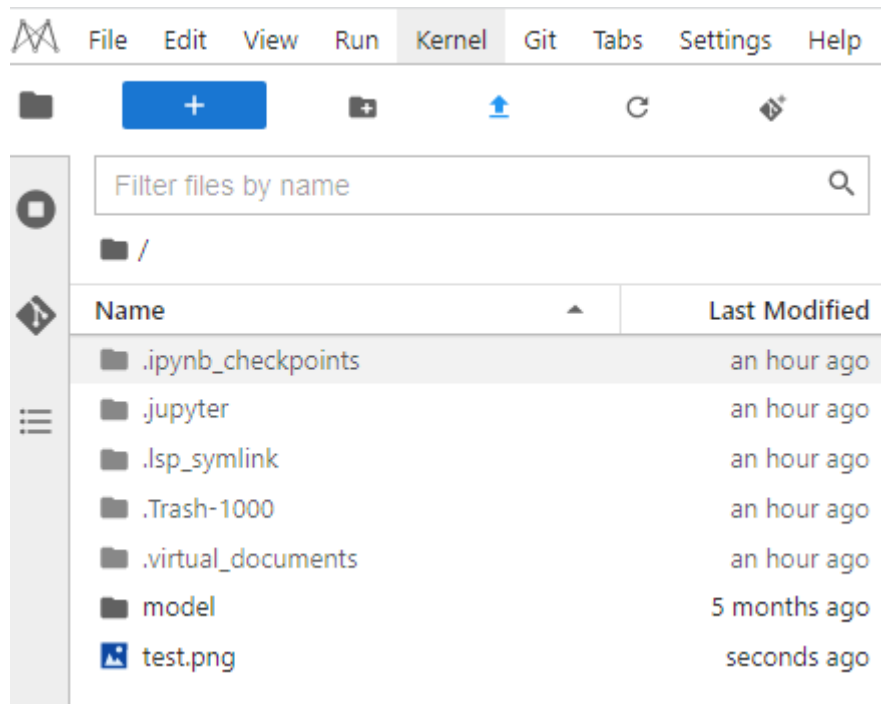 File Edit View Run Kernel Git Tabs Settings Help
+
Filter files by name
/
Name Last Modified
.ipynb_checkpoints an hour ago
.jupyter an hour ago
.lsp_symlink an hour ago
.Trash-1000 an hour ago
.virtual_documents an hour ago
model 5 months ago
test.png seconds ago